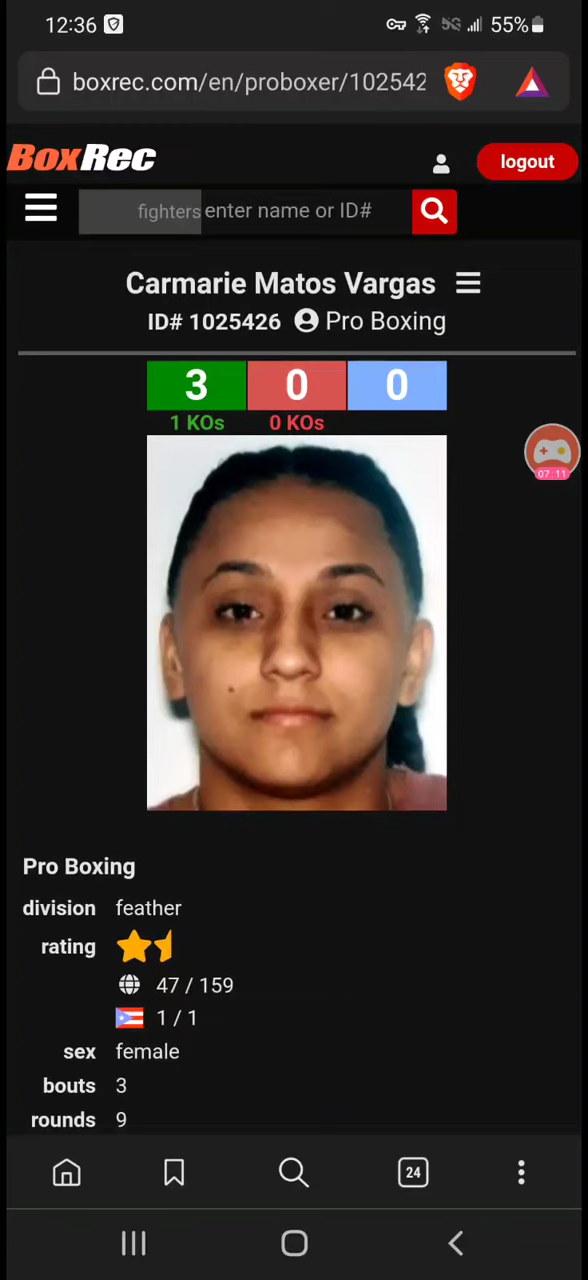 12:36 5G 55%
boxrec.com/en/proboxer/102542
BoxRec logout
fighters enter name or ID#
Carmarie Matos Vargas
ID# 1025426 Pro Boxing
3 0 0
1 KOs 0 KOs
07:11
Pro Boxing
division feather
rating
47 / 159
1 / 1
sex female
bouts 3
rounds 9
24